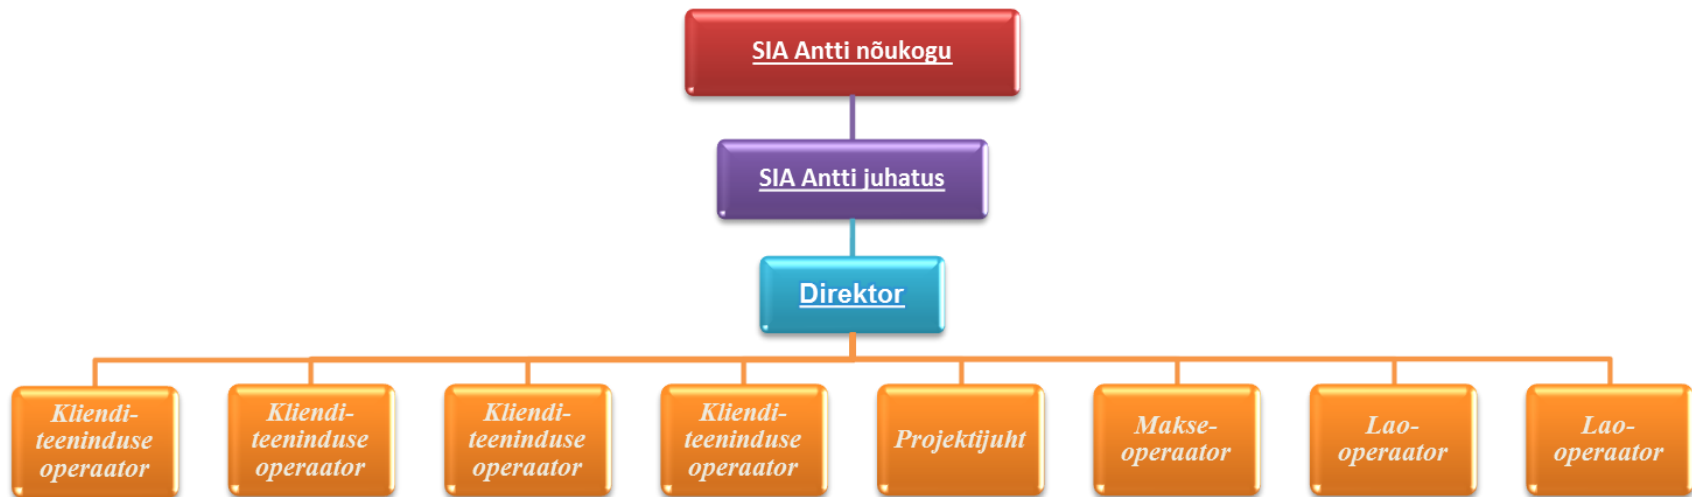 SIA Antti nõukogu
SIA Antti juhatus
Direktor
Kliendi-
teeninduse
operaator
Kliendi-
teeninduse
operaator
Kliendi-
teeninduse
operaator
Kliendi-
teeninduse
operaator
Projektijuht
Makse-
operaator
Lao-
operaator
Lao-
operaator